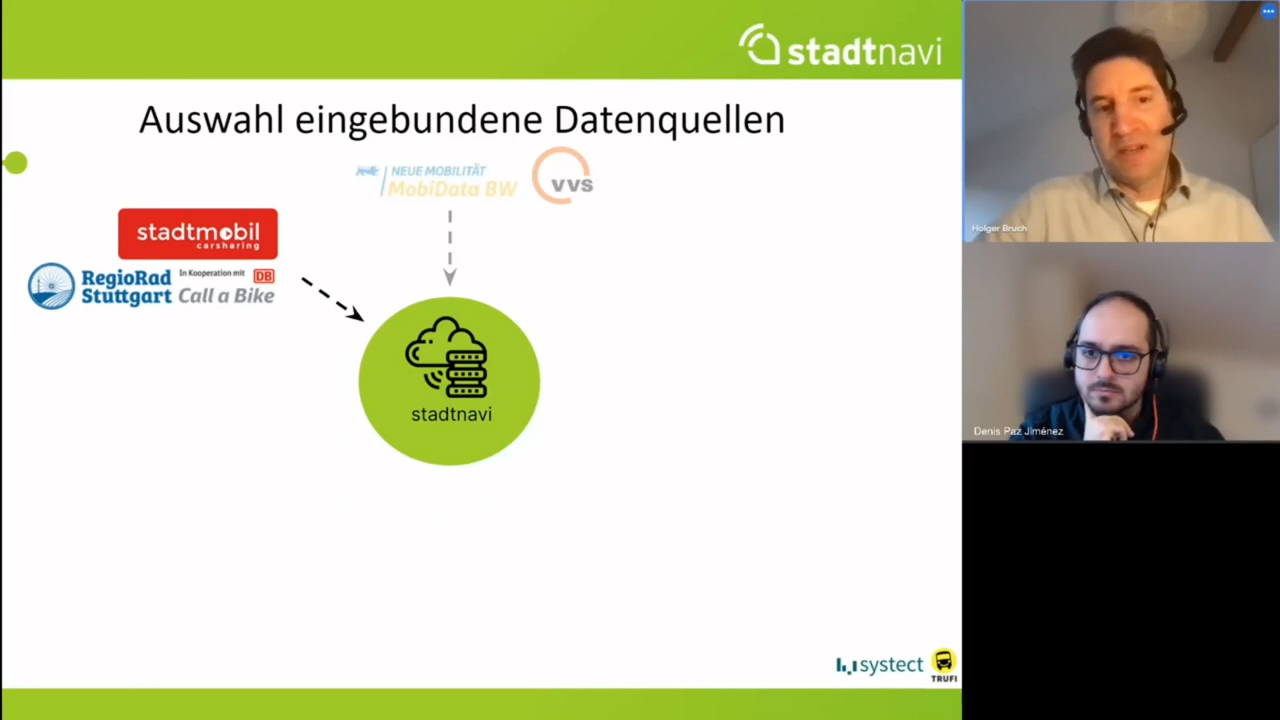 stadtnavi
Auswahl eingebundene Datenquellen
NEUE MOBILITÄT
MobiData BW
vvs
stadtmobil
carsharing
RegioRad
Stuttgart
In Kooperation mit DB
Call a Bike
stadtnavi
systect
TRUFI
Holger Bruch
Denis Paz Jiménez